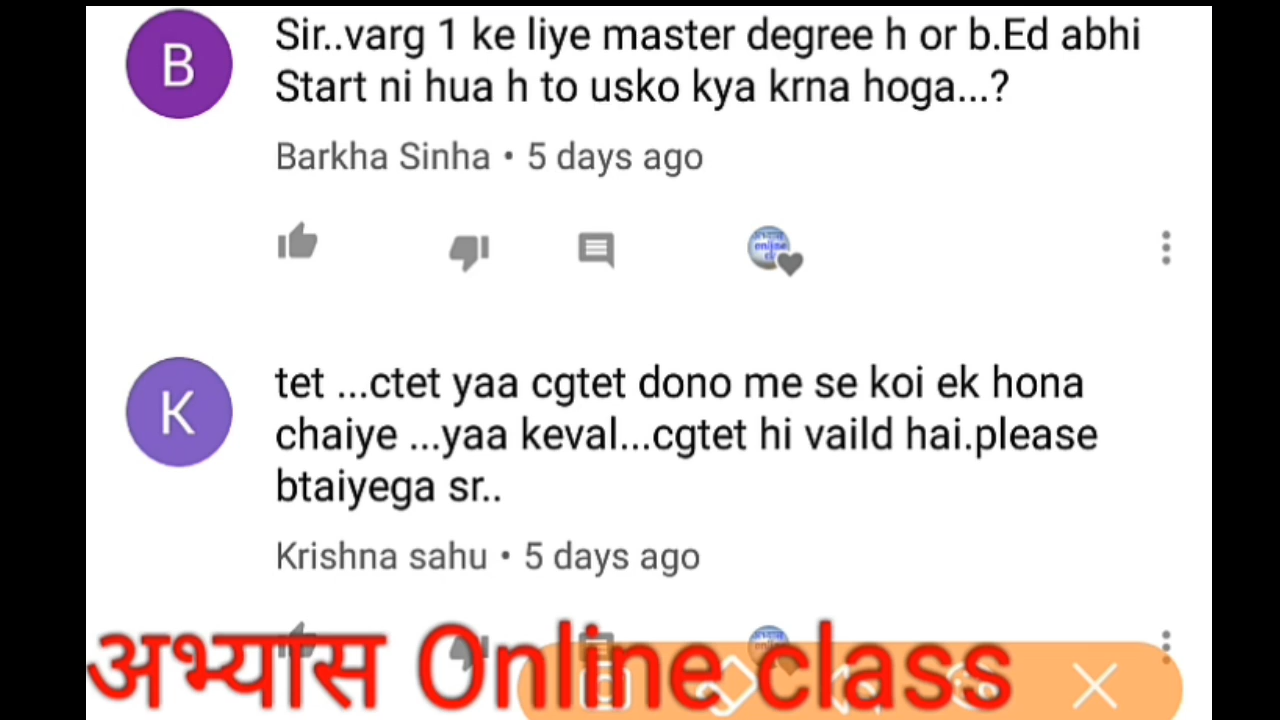 B
Sir..varg 1 ke liye master degree h or b.Ed abhi
Start ni hua h to usko kya krna hoga...?
Barkha Sinha • 5 days ago
online
K
tet ...ctet yaa cgtet dono me se koi ek hona
chaiye ...yaa keval...cgtet hi vaild hai.please
btaiyega sr..
Krishna sahu • 5 days ago
अभ्यास Online class